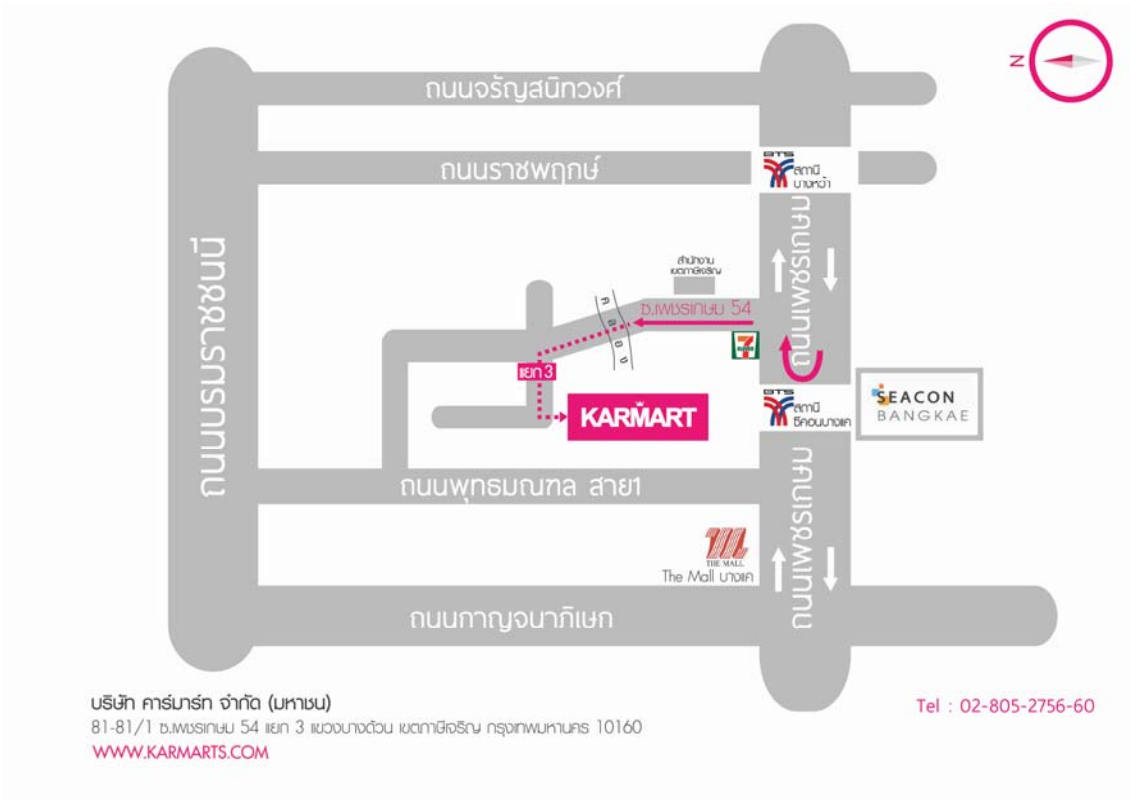 N
ถนนจรัญสนิทวงศ์
ถนนราชพฤกษ์
BTS
สถานี
บางหว้า
ถนนบรมราชชนนี
ถนนเพชรเกษม
สำนักงาน
เขตภาษีเจริญ
ซ.เพชรเกษม 54
คลอง
7
ELEVEN
แยก 3
KARMART
BTS
สถานี
ซีคอนบางแค
SEACON
BANGKAE
ถนนพุทธมณฑล สาย1
ถนนเพชรเกษม
THE MALL
The Mall บางแค
ถนนกาญจนาภิเษก
บริษัท คาร์มาร์ท จำกัด (มหาชน)
Tel : 02-805-2756-60
81-81/1 ซ.เพชรเกษม 54 แยก 3 แขวงบางด้วน เขตภาษีเจริญ กรุงเทพมหานคร 10160
WWW.KARMARTS.COM